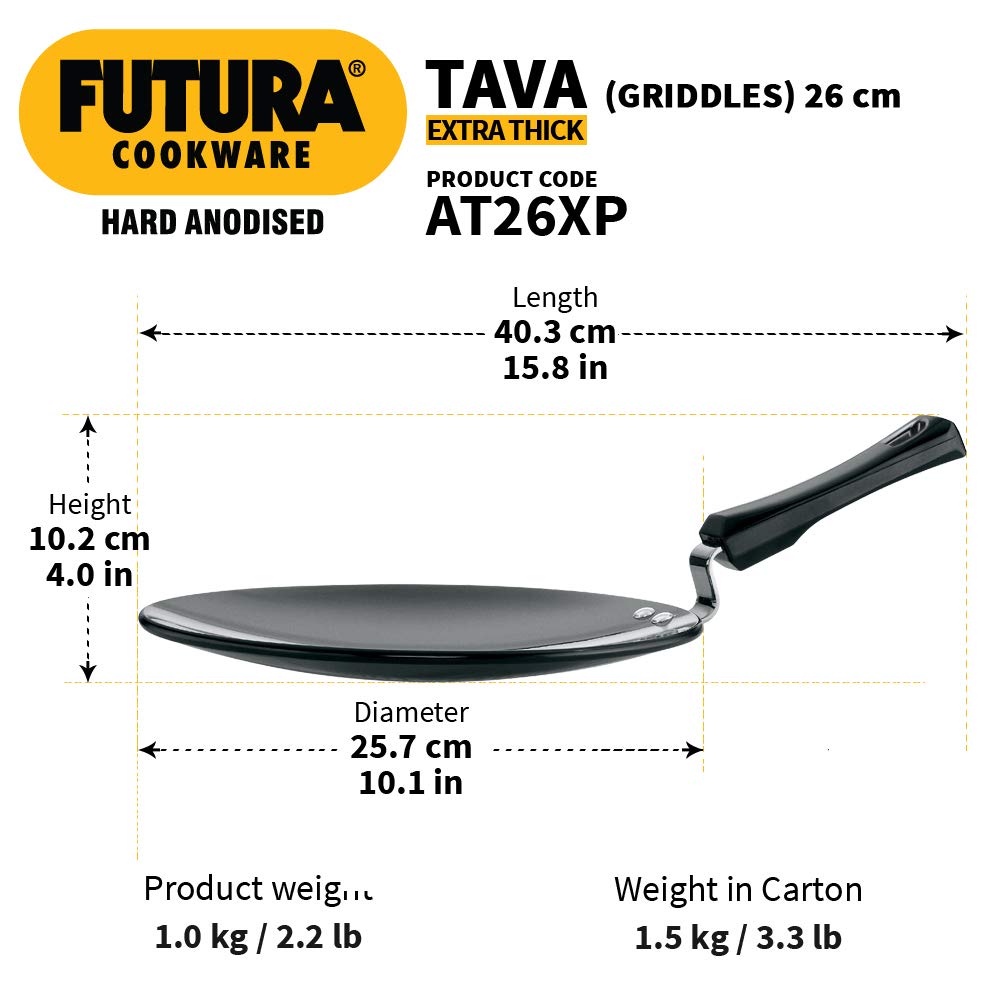 FUTURA®
COOKWARE
HARD ANODISED
TAVA (GRIDDLES) 26 cm
EXTRA THICK
PRODUCT CODE
AT26XP
Length
40.3 cm
15.8 in
Height
10.2 cm
4.0 in
Diameter
25.7 cm
10.1 in
Product weight
1.0 kg / 2.2 lb
Weight in Carton
1.5 kg / 3.3 lb